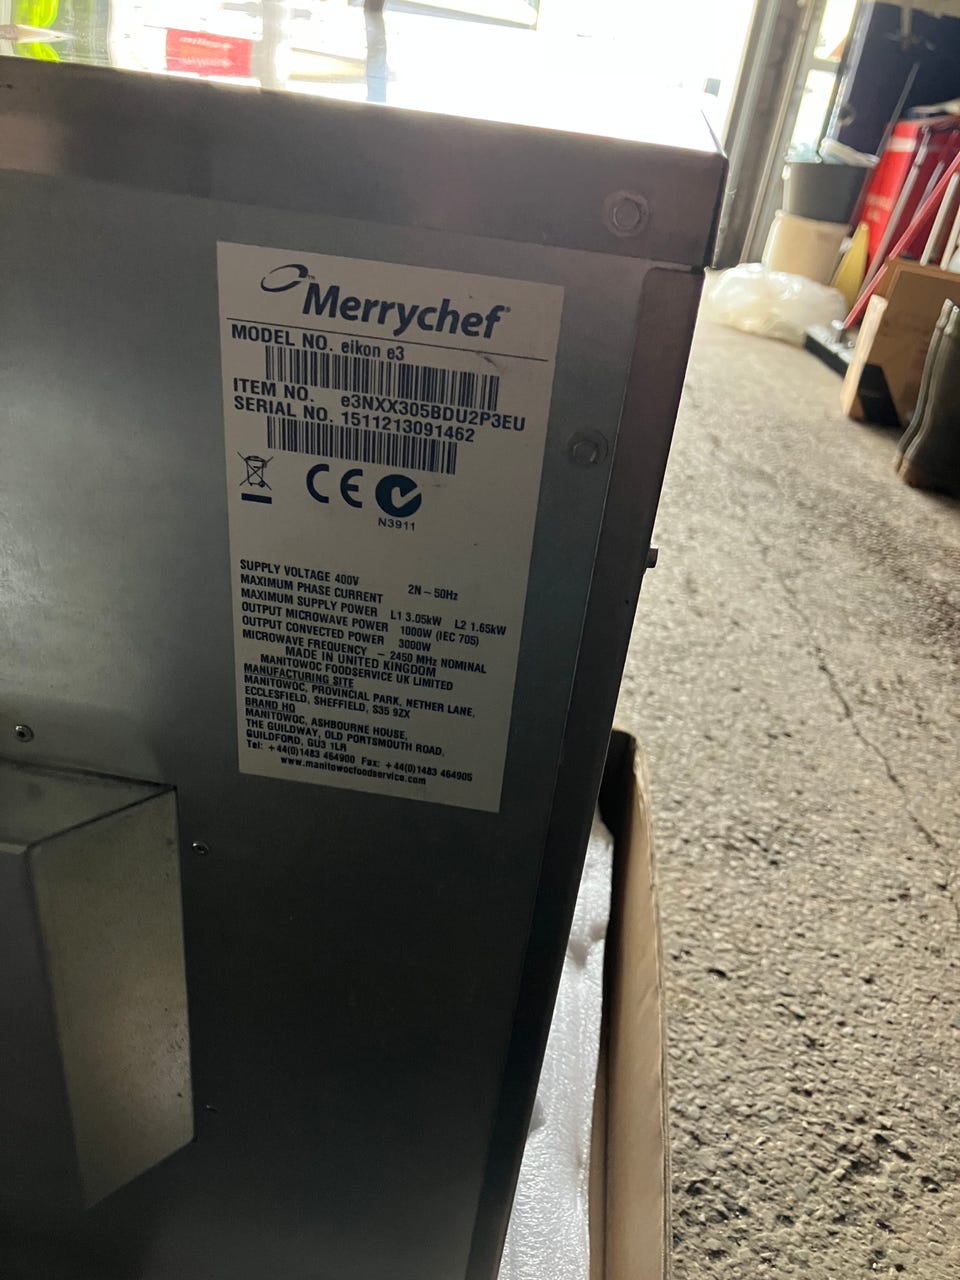 Merrychef
MODEL NO. eikon e3
ITEM NO. e3NXX305BDU2P3EU
SERIAL NO. 1511213091462
CE
N3911
SUPPLY VOLTAGE 400V 2N~50Hz
MAXIMUM PHASE CURRENT
MAXIMUM SUPPLY POWER L1 3.05kW L2 1.65kW
OUTPUT MICROWAVE POWER 1000W (IEC 705)
OUTPUT CONVECTED POWER 3000W
MICROWAVE FREQUENCY - 2450 MHz NOMINAL
MADE IN UNITED KINGDOM
MANITOWOC FOODSERVICE UK LIMITED
MANUFACTURING SITE
MANITOWOC, PROVINCIAL PARK, NETHER LANE,
ECCLESFIELD, SHEFFIELD, S35 9ZX
BRAND HQ
MANITOWOC, ASHBOURNE HOUSE,
THE GUILDWAY, OLD PORTSMOUTH ROAD,
GUILDFORD, GU3 1LR
Tel: +44(0)1483 464900 Fax: +44(0)1483 464905
www.manitowocfoodservice.com